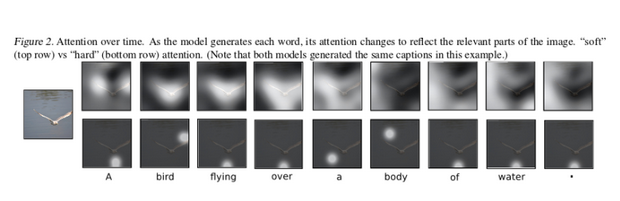 Figure 2. Attention over time. As the model generates each word, its attention changes to reflect the relevant parts of the image. “soft”
(top row) vs “hard” (bottom row) attention. (Note that both models generated the same captions in this example.)
A bird flying over a body of water .